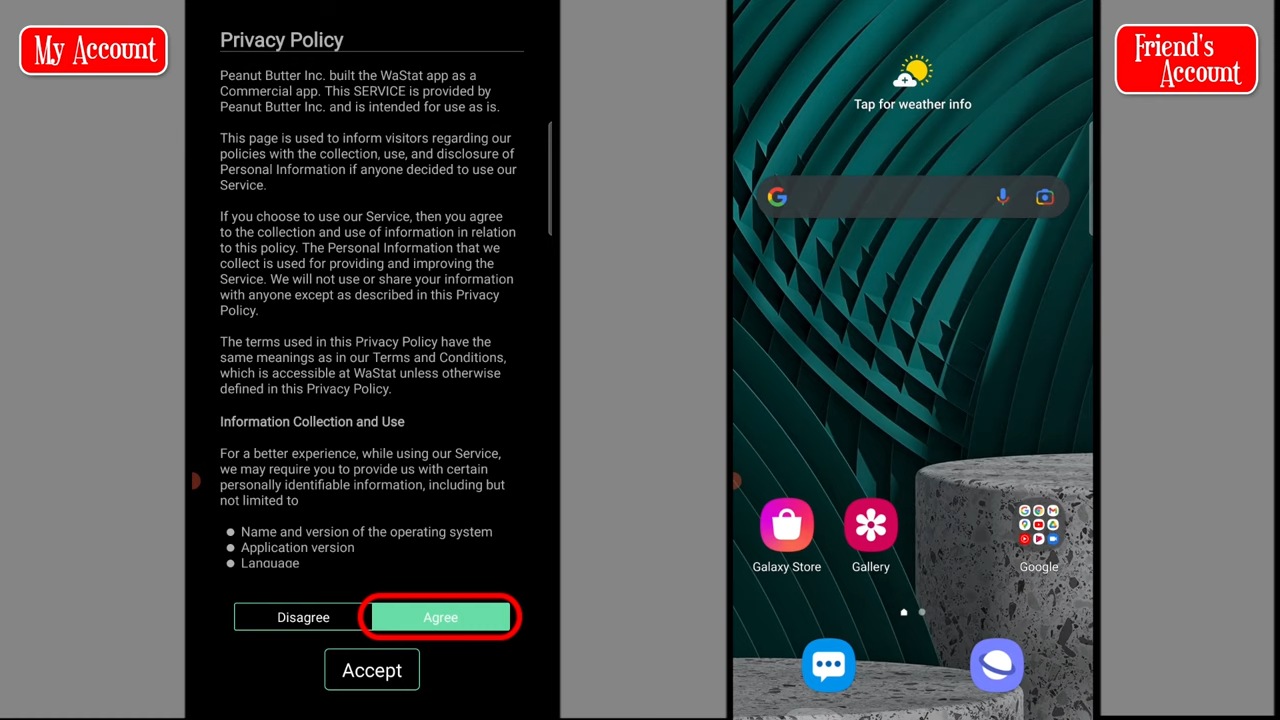 My Account
Privacy Policy
Peanut Butter Inc. built the WaStat app as a
Commercial app. This SERVICE is provided by
Peanut Butter Inc. and is intended for use as is.
This page is used to inform visitors regarding our
policies with the collection, use, and disclosure of
Personal Information if anyone decided to use our
Service.
If you choose to use our Service, then you agree
to the collection and use of information in relation
to this policy. The Personal Information that we
collect is used for providing and improving the
Service. We will not use or share your information
with anyone except as described in this Privacy
Policy.
The terms used in this Privacy Policy have the
same meanings as in our Terms and Conditions,
which is accessible at WaStat unless otherwise
defined in this Privacy Policy.
Information Collection and Use
For a better experience, while using our Service,
we may require you to provide us with certain
personally identifiable information, including but
not limited to
Name and version of the operating system
Application version
Language
Disagree
Agree
Accept
Tap for weather info
Galaxy Store
Gallery
Google
Friend's
Account